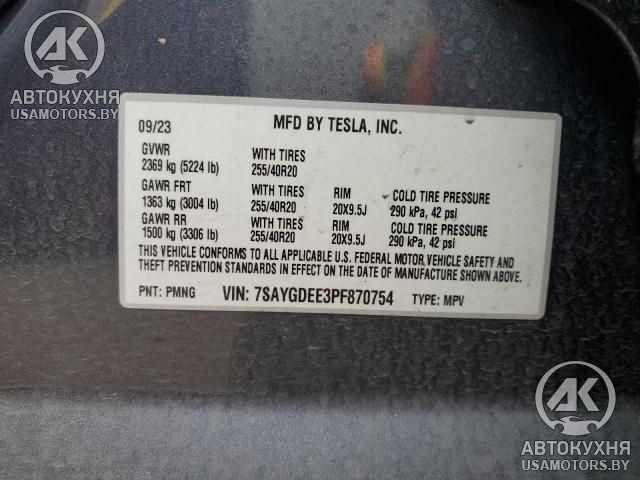 АК
АВТОКУХНЯ
USAMOTORS.BY
09/23
MFD BY TESLA, INC.
GVWR WITH TIRES
2369 kg (5224 lb) 255/40R20
GAWR FRT WITH TIRES RIM COLD TIRE PRESSURE
1363 kg (3004 lb) 255/40R20 20X9.5J 290 kPa, 42 psi
GAWR RR WITH TIRES RIM COLD TIRE PRESSURE
1500 kg (3306 lb) 255/40R20 20X9.5J 290 kPa, 42 psi
THIS VEHICLE CONFORMS TO ALL APPLICABLE U.S. FEDERAL MOTOR VEHICLE SAFETY AND
THEFT PREVENTION STANDARDS IN EFFECT ON THE DATE OF MANUFACTURE SHOWN ABOVE.
PNT: PMNG VIN: 7SAYGDEE3PF870754 TYPE: MPV
АК
АВТОКУХНЯ
USAMOTORS.BY